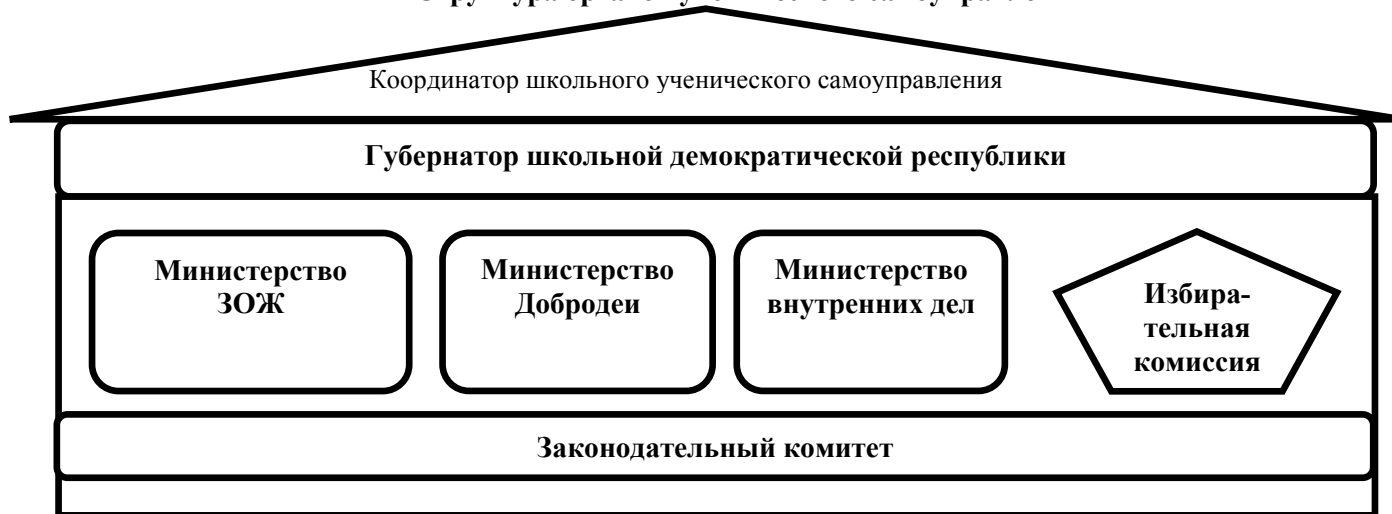 Координатор школьного ученического самоуправления
Губернатор школьной демократической республики
Министерство
ЗОЖ
Министерство
Добродеи
Министерство
внутренних дел
Избира-
тельная
комиссия
Законодательный комитет